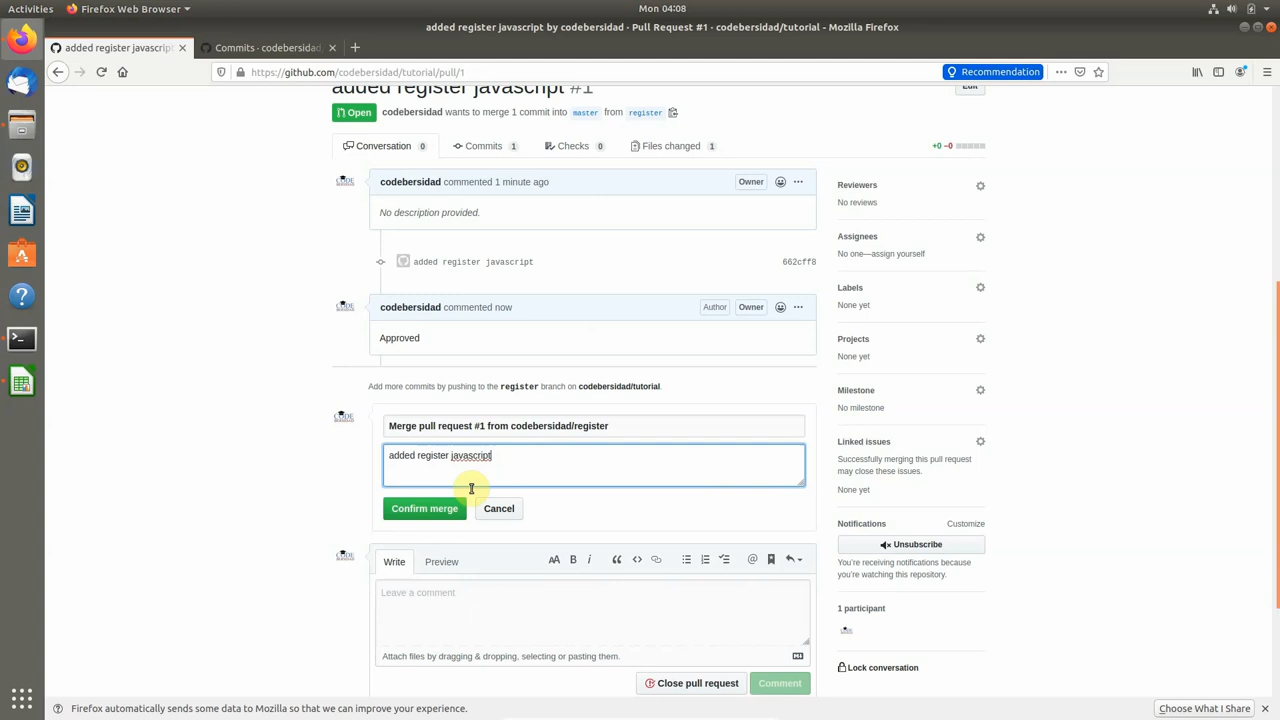 Activities Firefox Web Browser Mon 04:08
added register javascript by codebersidad · Pull Request #1 · codebersidad/tutorial - Mozilla Firefox
added register javascript Commits · codebersidad
https://github.com/codebersidad/tutorial/pull/1 Recommendation
added register javascript #1 Edit
Open codebersidad wants to merge 1 commit into master from register
Conversation 0 Commits 1 Checks 0 Files changed 1 +0 −0
codebersidad commented 1 minute ago Owner
No description provided.
added register javascript 662cff8
codebersidad commented now Author Owner
Approved
Add more commits by pushing to the register branch on codebersidad/tutorial.
CODE
Merge pull request #1 from codebersidad/register
added register javascript
Confirm merge Cancel
Write Preview
Leave a comment
Attach files by dragging & dropping, selecting or pasting them.
Close pull request Comment
Reviewers
No reviews
Assignees
No one—assign yourself
Labels
None yet
Projects
None yet
Milestone
No milestone
Linked issues
Successfully merging this pull request
may close these issues.
None yet
Notifications Customize
Unsubscribe
You're receiving notifications because
you're watching this repository.
1 participant
Lock conversation
Firefox automatically sends some data to Mozilla so that we can improve your experience. Choose What I Share